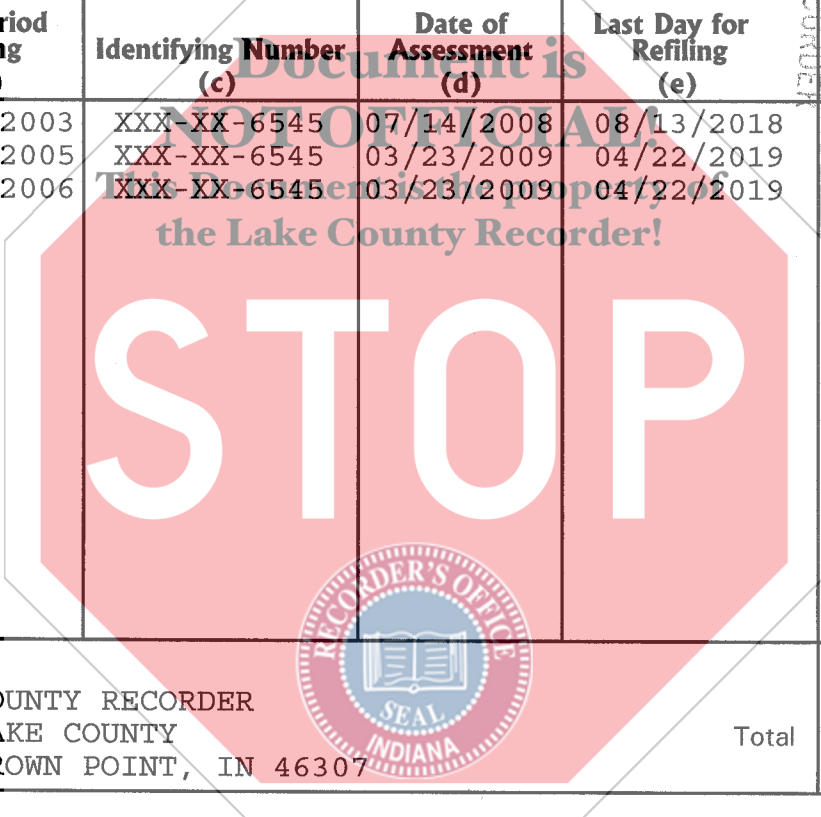 riod
ng
)
Identifying Number
(c)
Date of
Assessment
(d)
Last Day for
Refiling
(e)
2003 XXX-XX-6545 07/14/2008 08/13/2018
2005 XXX-XX-6545 03/23/2009 04/22/2019
2006 XXX-XX-6545 03/23/2009 04/22/2019
Document is
NOT OFFICIAL!
This Document is the property of
the Lake County Recorder!
STOP
RECORDER'S OFFICE
SEAL
INDIANA
OUNTY RECORDER
AKE COUNTY
ROWN POINT, IN 46307
Total